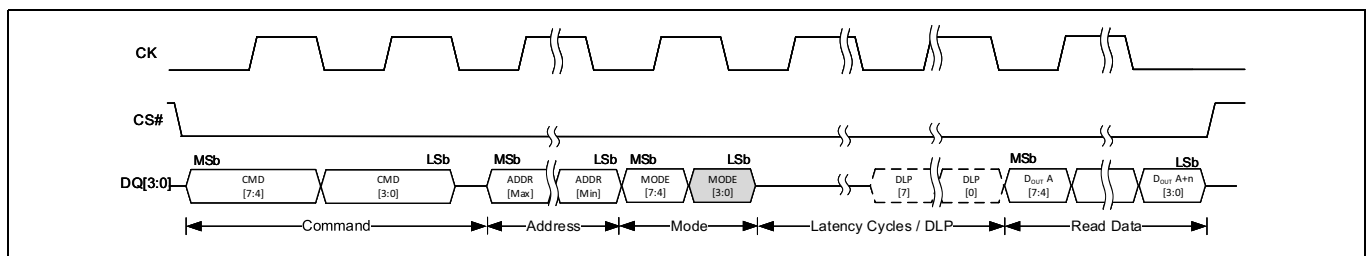 CK
CS#
MSb LSb MSb LSb MSb LSb MSb LSb
DQ[3:0] CMD [7:4] CMD [3:0] ADDR [Max] ADDR [Min] MODE [7:4] MODE [3:0] DLP [7] DLP [0] DOUT A [7:4] DOUT A+n [3:0]
Command Address Mode Latency Cycles / DLP Read Data